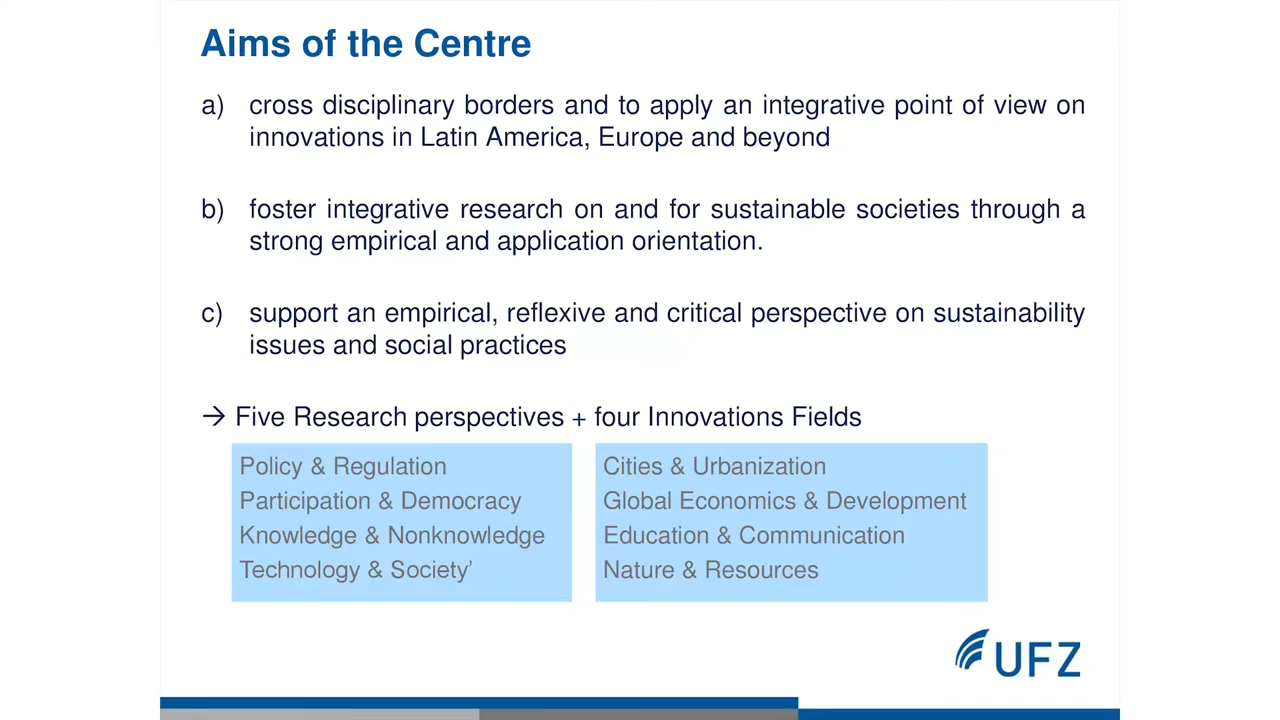 Aims of the Centre
a) cross disciplinary borders and to apply an integrative point of view on
innovations in Latin America, Europe and beyond
b) foster integrative research on and for sustainable societies through a
strong empirical and application orientation.
c) support an empirical, reflexive and critical perspective on sustainability
issues and social practices
→ Five Research perspectives + four Innovations Fields
Policy & Regulation
Participation & Democracy
Knowledge & Nonknowledge
Technology & Society’
Cities & Urbanization
Global Economics & Development
Education & Communication
Nature & Resources
UFZ